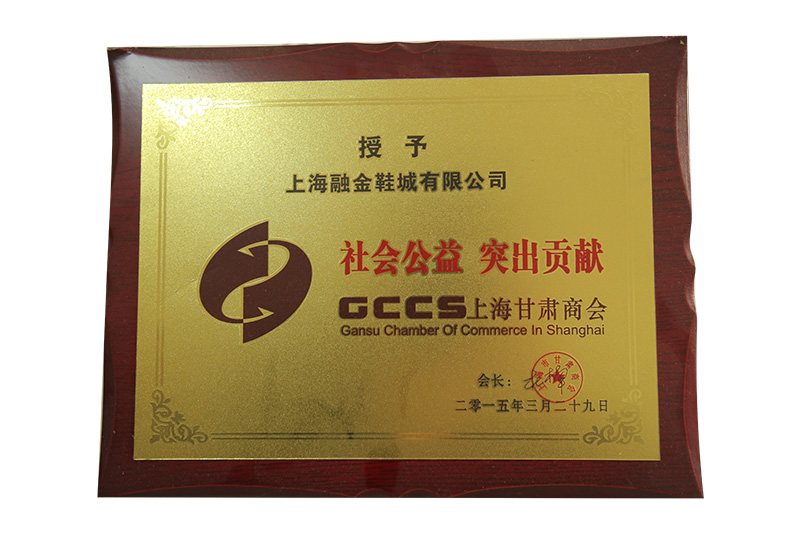 授予
上海融金鞋城有限公司
社会公益 突出贡献
GCCS上海甘肃商会
Gansu Chamber Of Commerce In Shanghai
会长：
二零一五年三月二十九日